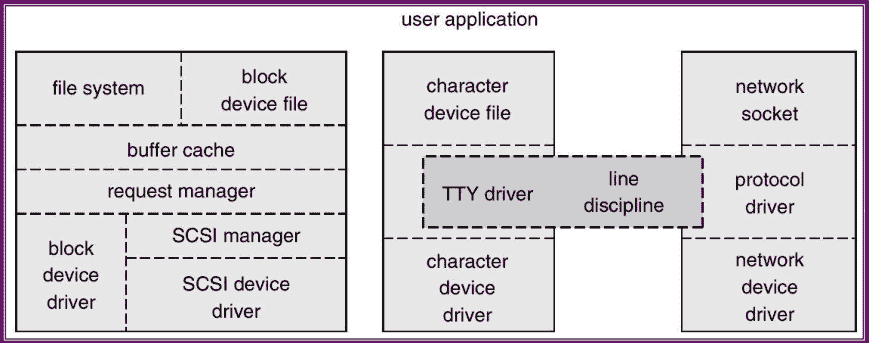 user application
file system
block
device file
buffer cache
request manager
block
device
driver
SCSI manager
SCSI device
driver
character
device file
TTY driver
line
discipline
character
device
driver
network
socket
protocol
driver
network
device
driver